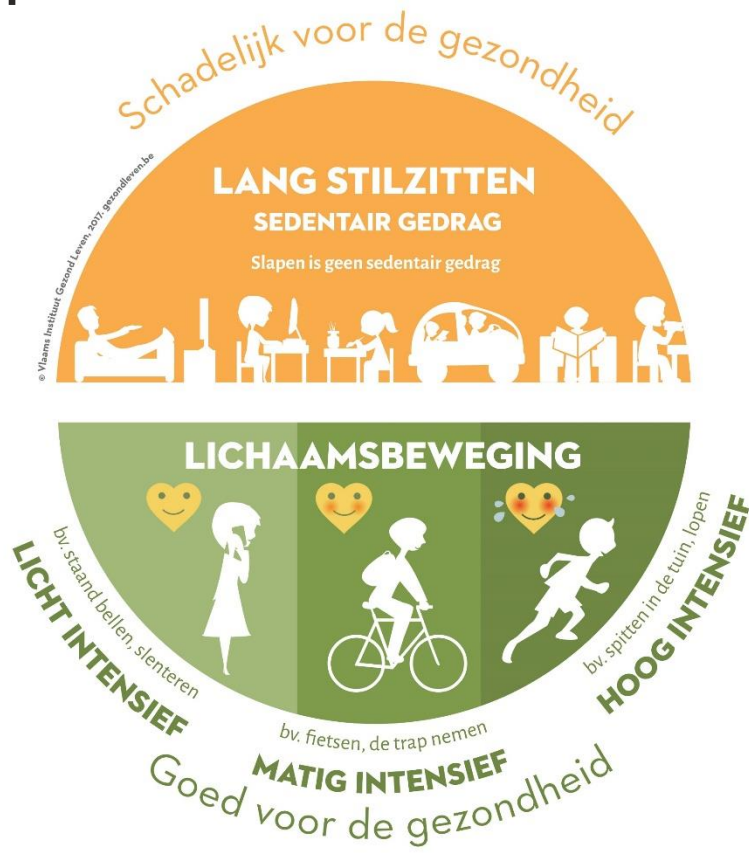 Schadelijk voor de gezondheid
© Vlaams Instituut Gezond Leven, 2017, gezondleven.be
LANG STILZITTEN
SEDENTAIR GEDRAG
Slapen is geen sedentair gedrag
LICHAAMSBEWEGING
bv. staand bellen, slenteren
LICHT INTENSIEF
bv. fietsen, de trap nemen
MATIG INTENSIEF
bv. spitten in de tuin, lopen
HOOG INTENSIEF
Goed voor de gezondheid